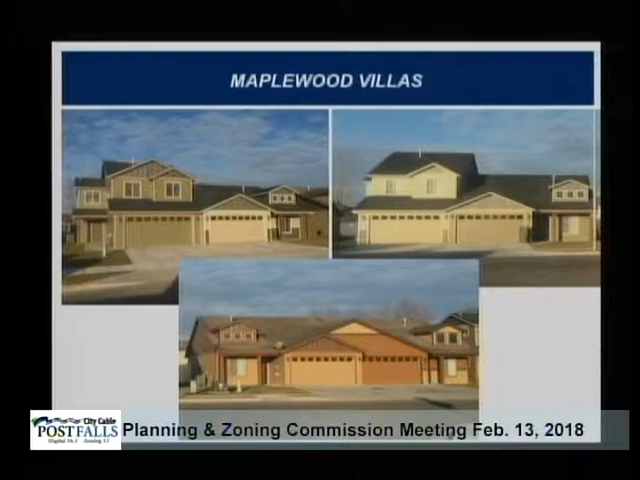 MAPLEWOOD VILLAS
City Cable
POST FALLS
Planning & Zoning Commission Meeting Feb. 13, 2018